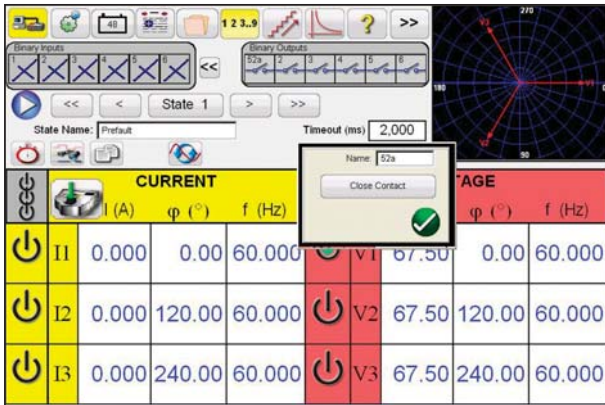 48
1 2 3..9
?
>>
Binary Inputs
1 2 3 4 5 6
<<
Binary Outputs
52a 2 3 4 5 6
<< < State 1 > >>
State Name: Prefault
Timeout (ms) 2,000
270
180
0
90
V3
V1
V2
Name: 52a
Close Contact
CURRENT
I (A) φ (°) f (Hz)
TAGE
φ (°) f (Hz)
I1 0.000 0.00 60.000 V1 67.50 0.00 60.000
I2 0.000 120.00 60.000 V2 67.50 120.00 60.000
I3 0.000 240.00 60.000 V3 67.50 240.00 60.000